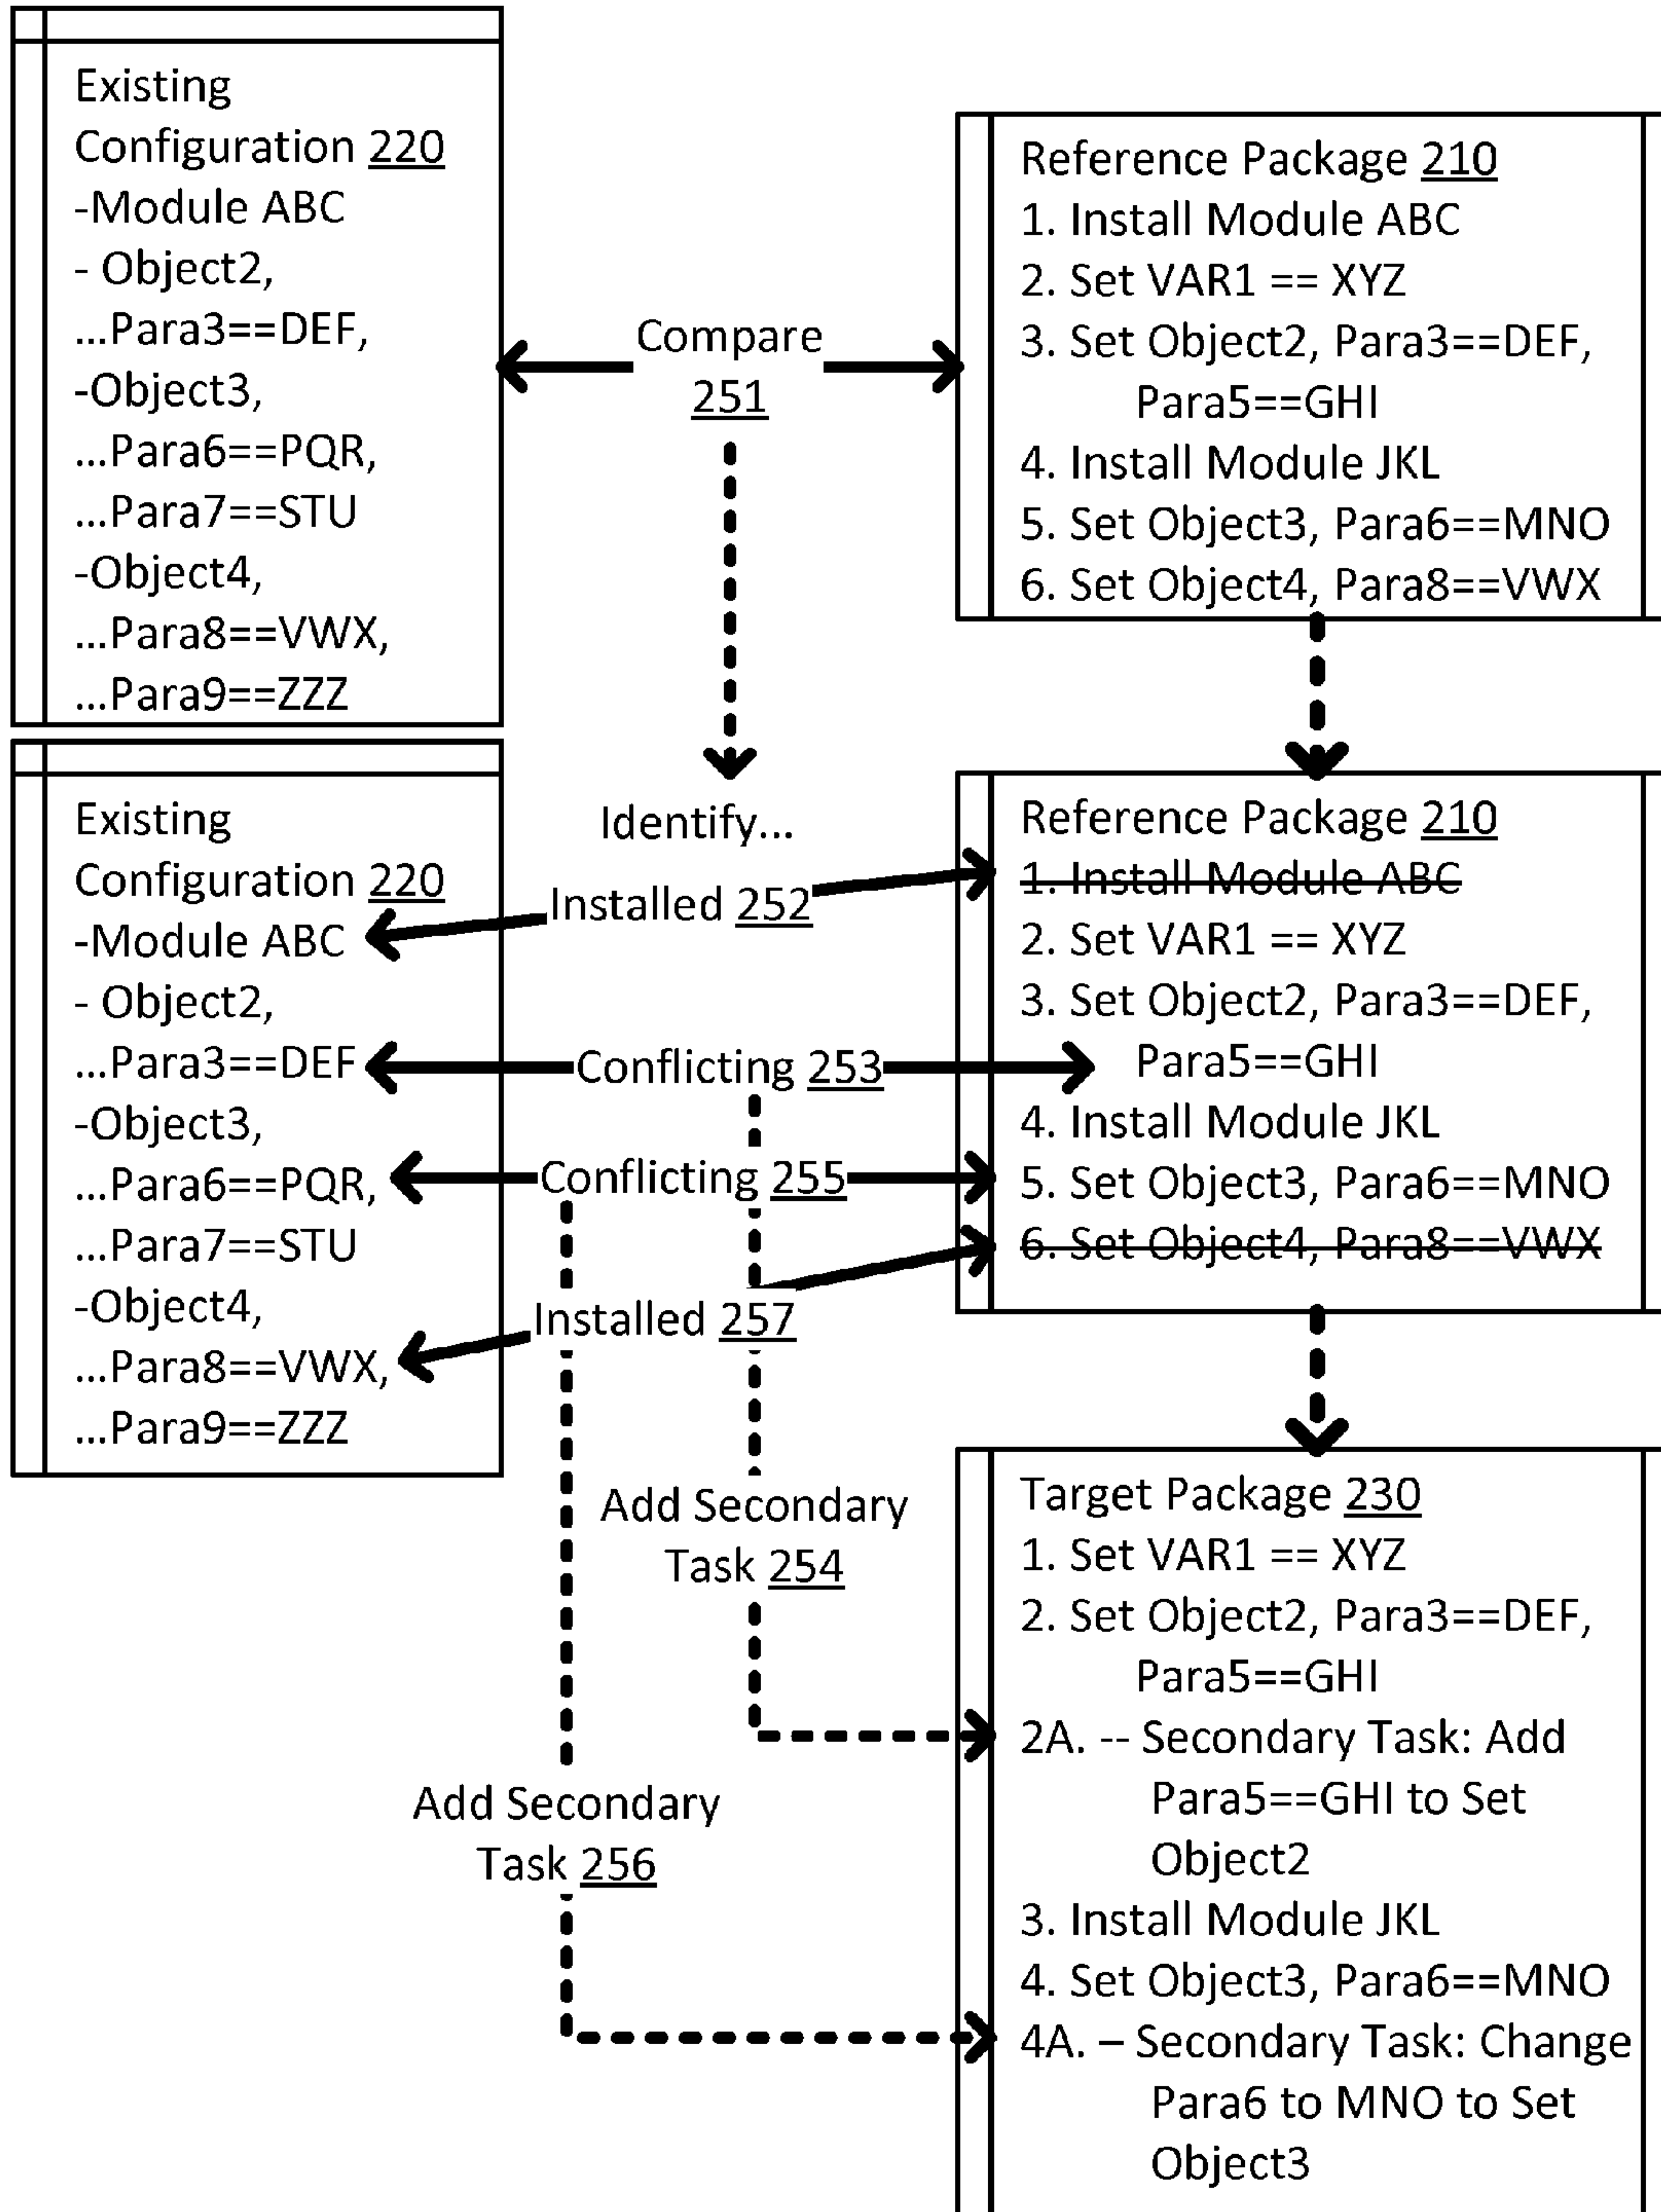 Existing
Configuration 220
-Module ABC
- Object2,
...Para3==DEF,
-Object3,
...Para6==PQR,
...Para7==STU
-Object4,
...Para8==VWX,
...Para9==ZZZ
Compare
251
Reference Package 210
1. Install Module ABC
2. Set VAR1 == XYZ
3. Set Object2, Para3==DEF,
Para5==GHI
4. Install Module JKL
5. Set Object3, Para6==MNO
6. Set Object4, Para8==VWX
Existing
Configuration 220
-Module ABC
- Object2,
...Para3==DEF
-Object3,
...Para6==PQR,
...Para7==STU
-Object4,
...Para8==VWX,
...Para9==ZZZ
Identify...
Installed 252
Conflicting 253
Conflicting 255
Installed 257
Reference Package 210
1. Install Module ABC
2. Set VAR1 == XYZ
3. Set Object2, Para3==DEF,
Para5==GHI
4. Install Module JKL
5. Set Object3, Para6==MNO
6. Set Object4, Para8==VWX
Add Secondary
Task 254
Add Secondary
Task 256
Target Package 230
1. Set VAR1 == XYZ
2. Set Object2, Para3==DEF,
Para5==GHI
2A. -- Secondary Task: Add
Para5==GHI to Set
Object2
3. Install Module JKL
4. Set Object3, Para6==MNO
4A. – Secondary Task: Change
Para6 to MNO to Set
Object3